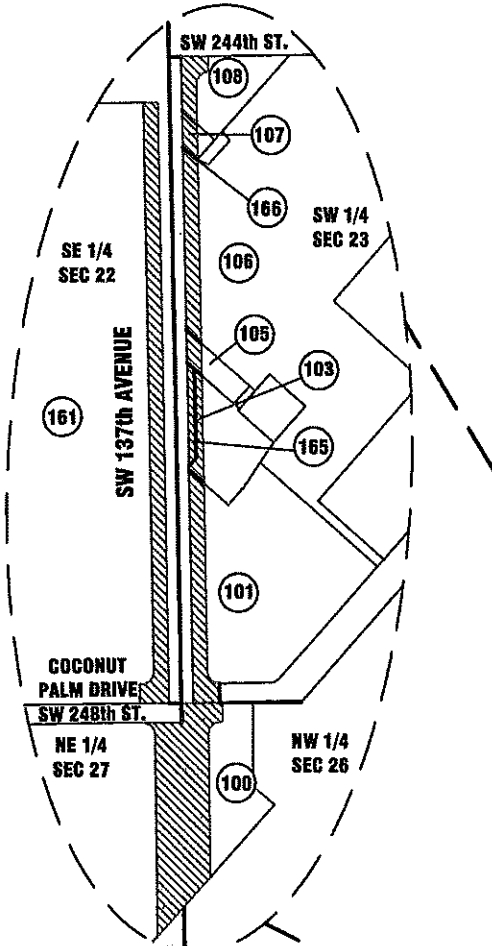 SW 244th ST.
108
107
166
SW 1/4
SEC 23
SE 1/4
SEC 22
106
105
103
161
SW 137th AVENUE
165
101
COCONUT
PALM DRIVE
SW 248th ST.
NE 1/4
SEC 27
NW 1/4
SEC 26
100